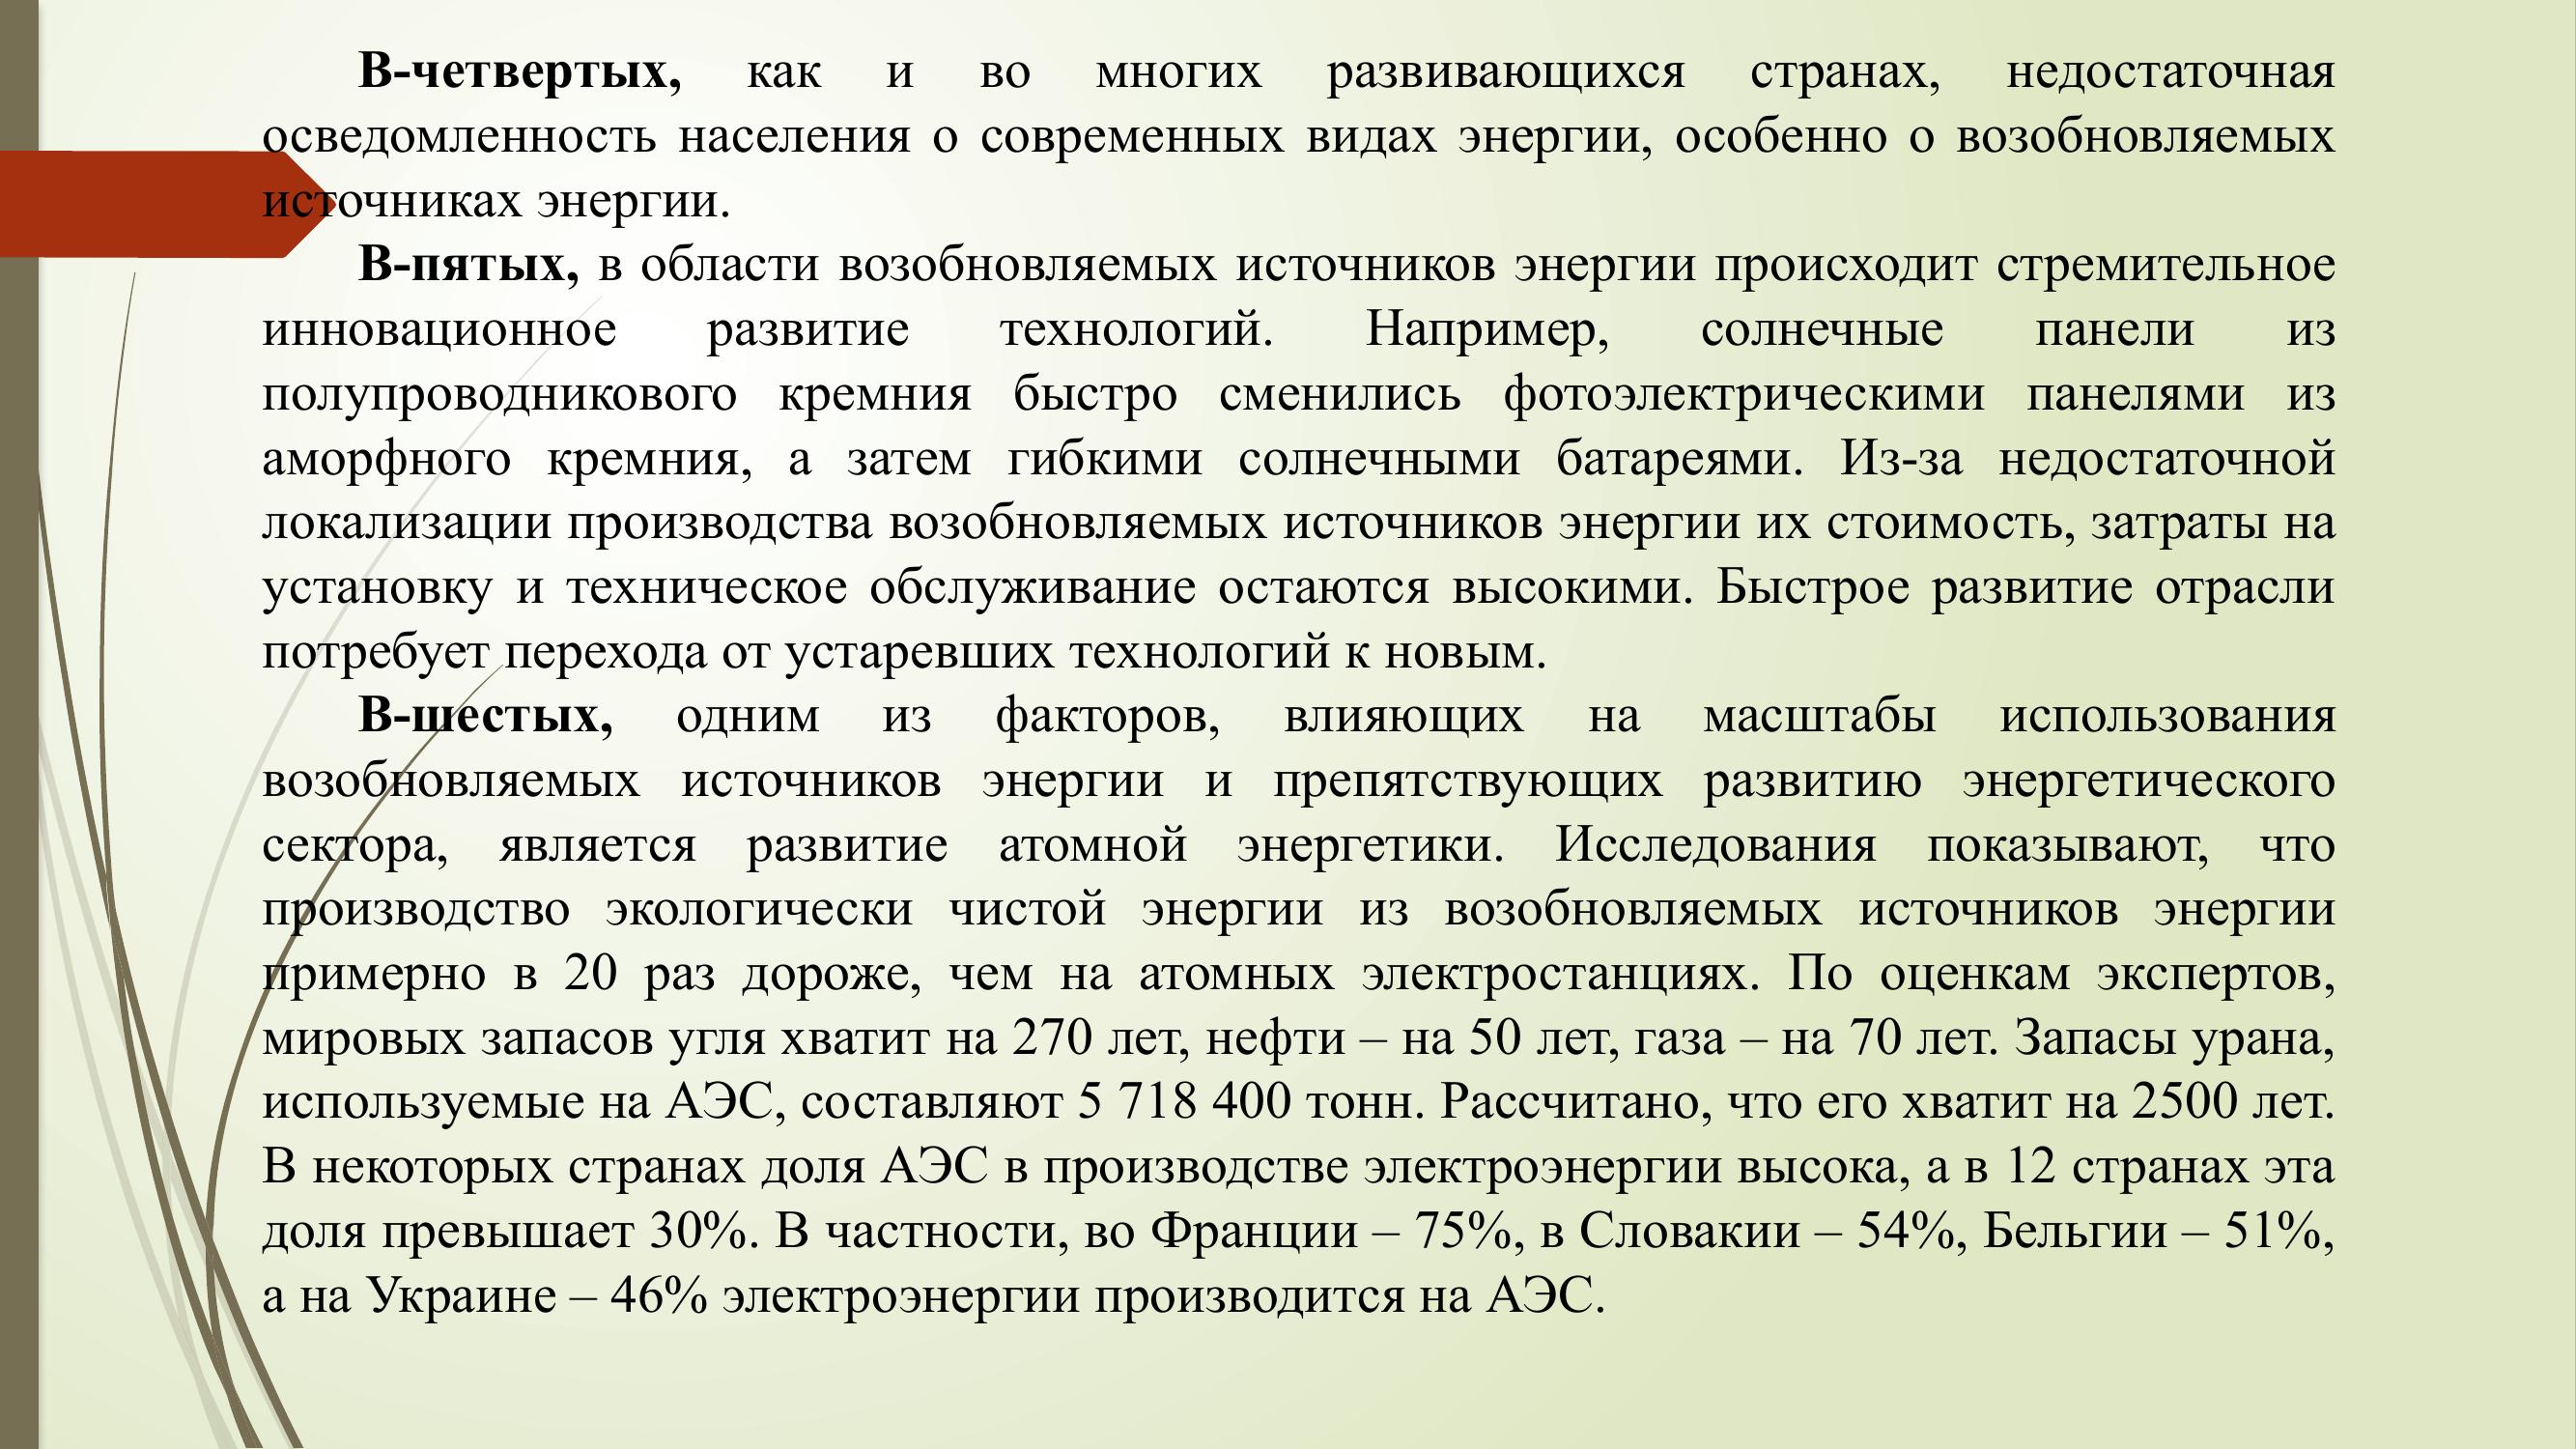 В-четвертых, как и во многих развивающихся странах, недостаточная
осведомленность населения о современных видах энергии, особенно о возобновляемых
источниках энергии.
В-пятых, в области возобновляемых источников энергии происходит стремительное
инновационное развитие технологий. Например, солнечные панели из
полупроводникового кремния быстро сменились фотоэлектрическими панелями из
аморфного кремния, а затем гибкими солнечными батареями. Из-за недостаточной
локализации производства возобновляемых источников энергии их стоимость, затраты на
установку и техническое обслуживание остаются высокими. Быстрое развитие отрасли
потребует перехода от устаревших технологий к новым.
В-шестых, одним из факторов, влияющих на масштабы использования
возобновляемых источников энергии и препятствующих развитию энергетического
сектора, является развитие атомной энергетики. Исследования показывают, что
производство экологически чистой энергии из возобновляемых источников энергии
примерно в 20 раз дороже, чем на атомных электростанциях. По оценкам экспертов,
мировых запасов угля хватит на 270 лет, нефти – на 50 лет, газа – на 70 лет. Запасы урана,
используемые на АЭС, составляют 5 718 400 тонн. Рассчитано, что его хватит на 2500 лет.
В некоторых странах доля АЭС в производстве электроэнергии высока, а в 12 странах эта
доля превышает 30%. В частности, во Франции – 75%, в Словакии – 54%, Бельгии – 51%,
а на Украине – 46% электроэнергии производится на АЭС.